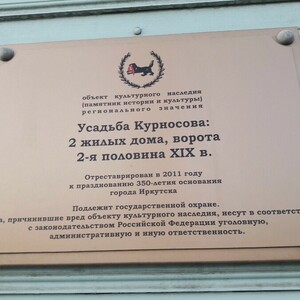 объект культурного наследия
(памятник истории и культуры)
регионального значения
Усадьба Курносова:
2 жилых дома, ворота
2-я половина XIX в.
Отреставрирован в 2011 году
к празднованию 350-летия основания
города Иркутска
Подлежит государственной охране.
причинившие вред объекту культурного наследия, несут в соответств
с законодательством Российской Федерации уголовную,
административную и иную ответственность.